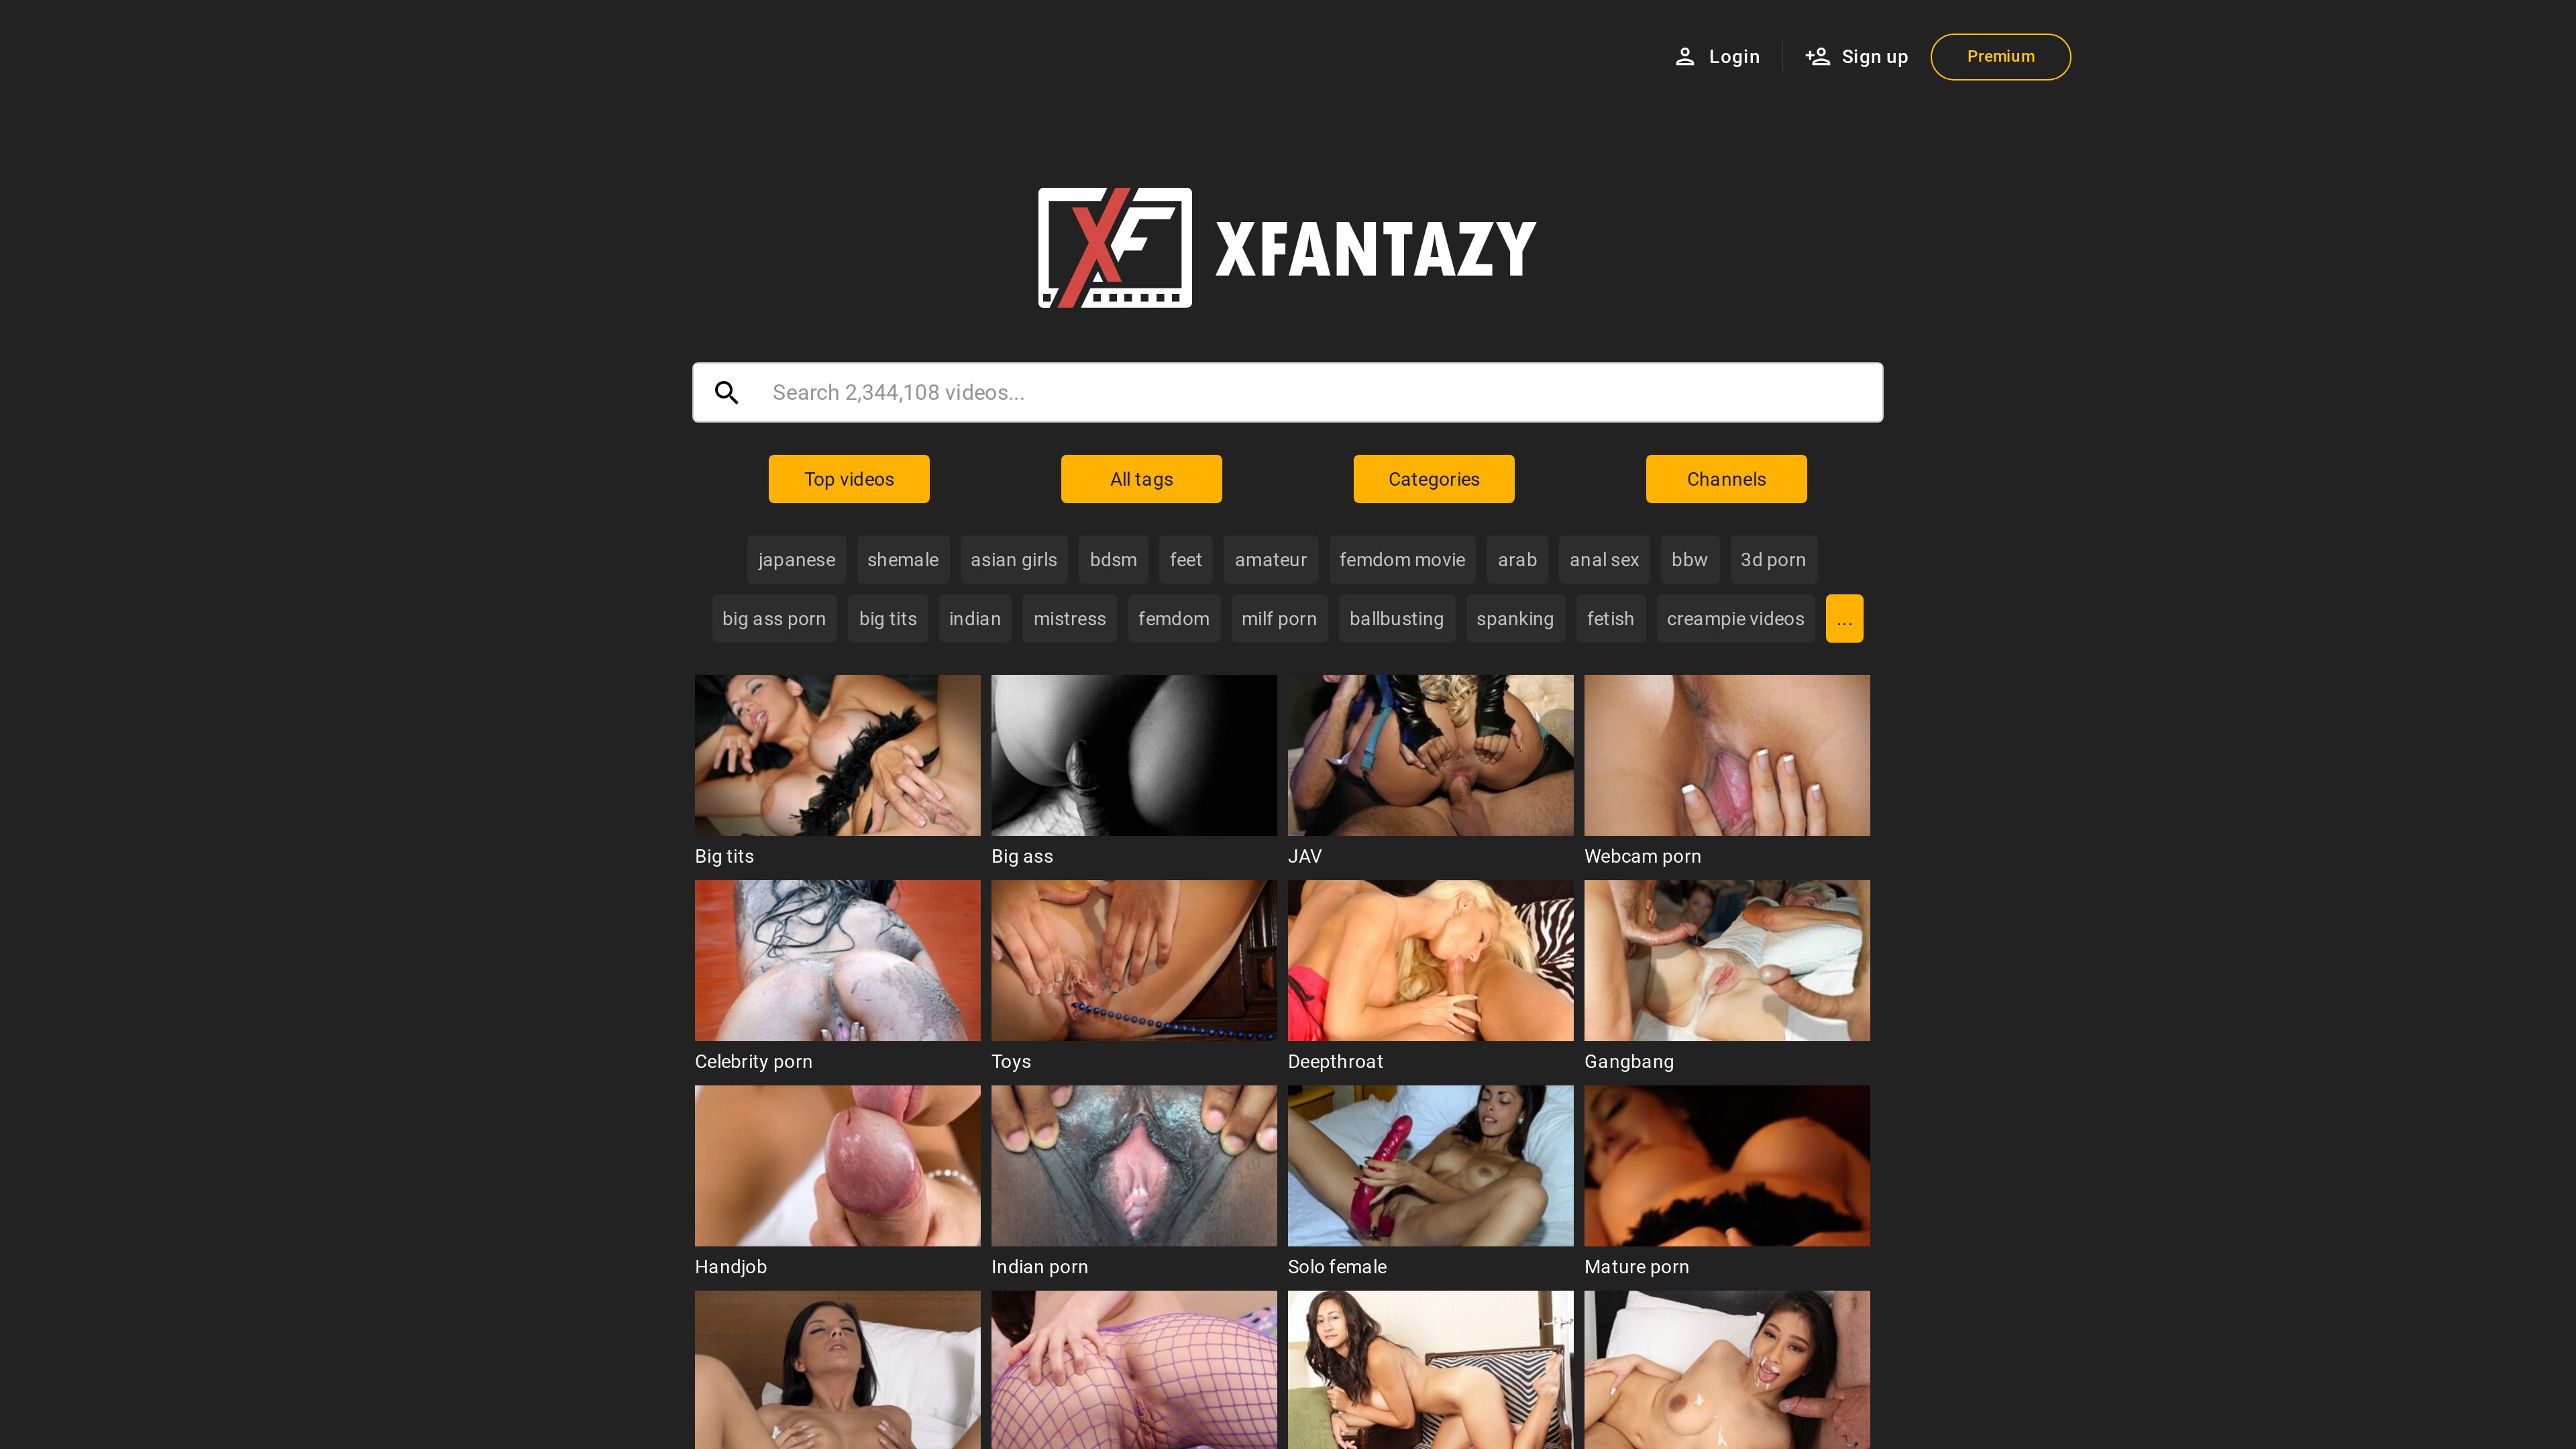 Login
Sign up
Premium
XF XFANTAZY
Search 2,344,108 videos...
Top videos
All tags
Categories
Channels
japanese
shemale
asian girls
bdsm
feet
amateur
femdom movie
arab
anal sex
bbw
3d porn
big ass porn
big tits
indian
mistress
femdom
milf porn
ballbusting
spanking
fetish
creampie videos
...
Big tits
Big ass
JAV
Webcam porn
Celebrity porn
Toys
Deepthroat
Gangbang
Handjob
Indian porn
Solo female
Mature porn